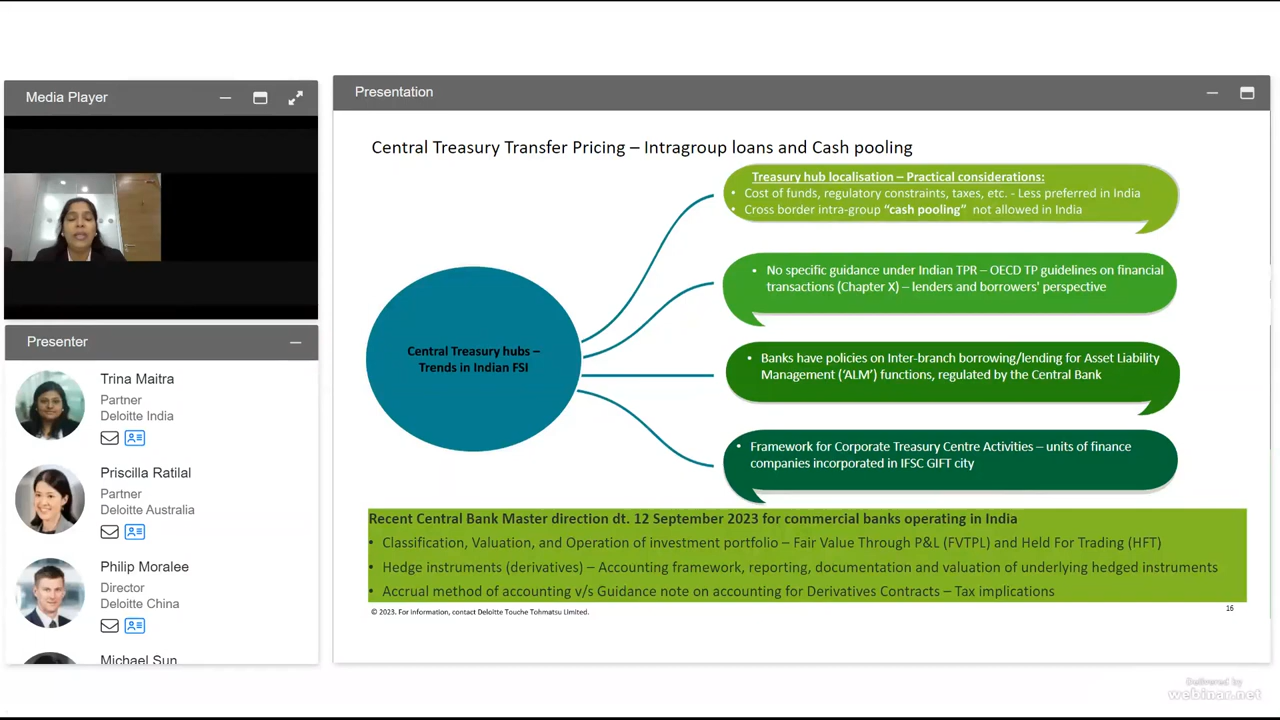 Media Player
Presenter
Trina Maitra
Partner
Deloitte India
Priscilla Ratilal
Partner
Deloitte Australia
Philip Moralee
Director
Deloitte China
Michael Sun
Presentation
Central Treasury Transfer Pricing – Intragroup loans and Cash pooling
Central Treasury hubs –
Trends in Indian FSI
Treasury hub localisation – Practical considerations:
• Cost of funds, regulatory constraints, taxes, etc. - Less preferred in India
• Cross border intra-group “cash pooling” not allowed in India
• No specific guidance under Indian TPR – OECD TP guidelines on financial
transactions (Chapter X) – lenders and borrowers' perspective
• Banks have policies on Inter-branch borrowing/lending for Asset Liability
Management (‘ALM’) functions, regulated by the Central Bank
• Framework for Corporate Treasury Centre Activities – units of finance
companies incorporated in IFSC GIFT city
Recent Central Bank Master direction dt. 12 September 2023 for commercial banks operating in India
• Classification, Valuation, and Operation of investment portfolio – Fair Value Through P&L (FVTPL) and Held For Trading (HFT)
• Hedge instruments (derivatives) – Accounting framework, reporting, documentation and valuation of underlying hedged instruments
• Accrual method of accounting v/s Guidance note on accounting for Derivatives Contracts – Tax implications
© 2023. For information, contact Deloitte Touche Tohmatsu Limited.
16
Delivered by
webinar.net